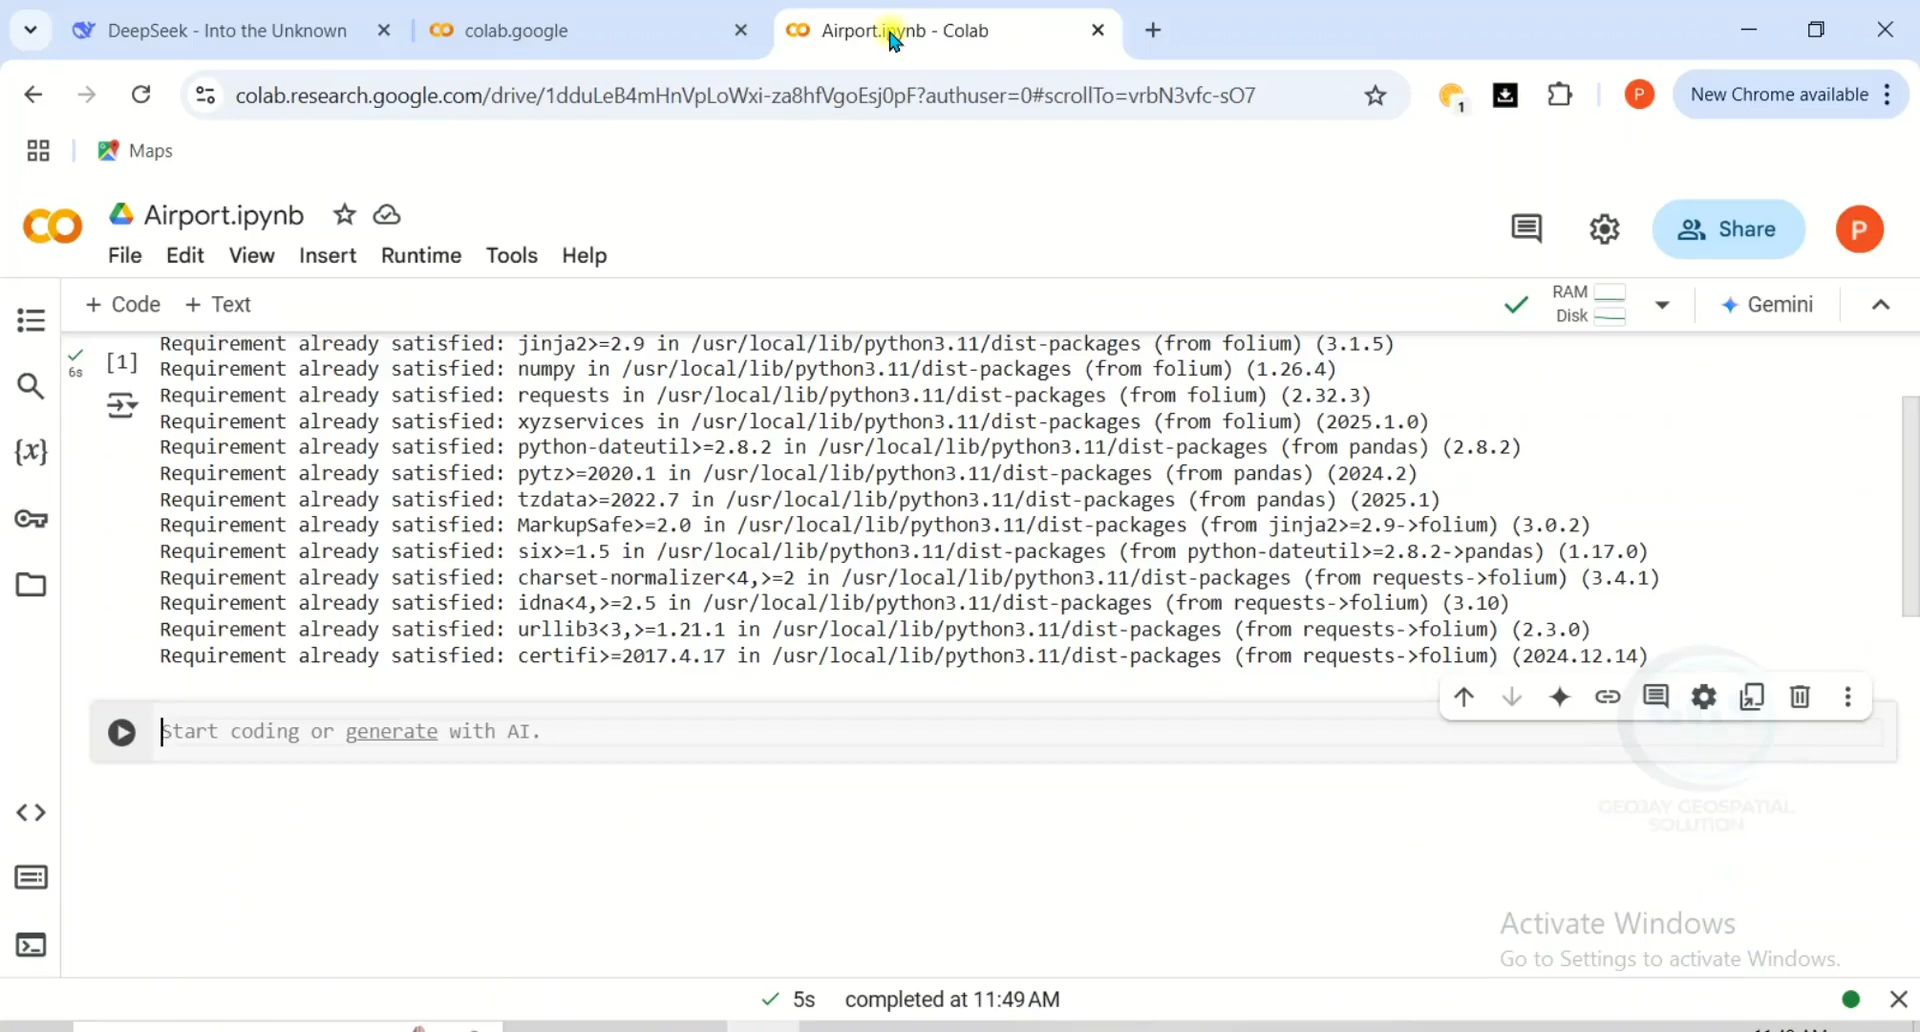 DeepSeek - Into the Unknown
colab.google
Airport.ipynb - Colab
colab.research.google.com/drive/1dduLeB4mHnVpLoWxi-za8hfVgoEsj0pF?authuser=0#scrollTo=vrbN3vfc-sO7
1
P
New Chrome available
Maps
Airport.ipynb
File Edit View Insert Runtime Tools Help
Share
P
+ Code + Text
RAM
Disk
Gemini
[1]
6s
Requirement already satisfied: jinja2>=2.9 in /usr/local/lib/python3.11/dist-packages (from folium) (3.1.5)
Requirement already satisfied: numpy in /usr/local/lib/python3.11/dist-packages (from folium) (1.26.4)
Requirement already satisfied: requests in /usr/local/lib/python3.11/dist-packages (from folium) (2.32.3)
Requirement already satisfied: xyzservices in /usr/local/lib/python3.11/dist-packages (from folium) (2025.1.0)
Requirement already satisfied: python-dateutil>=2.8.2 in /usr/local/lib/python3.11/dist-packages (from pandas) (2.8.2)
Requirement already satisfied: pytz>=2020.1 in /usr/local/lib/python3.11/dist-packages (from pandas) (2024.2)
Requirement already satisfied: tzdata>=2022.7 in /usr/local/lib/python3.11/dist-packages (from pandas) (2025.1)
Requirement already satisfied: MarkupSafe>=2.0 in /usr/local/lib/python3.11/dist-packages (from jinja2>=2.9->folium) (3.0.2)
Requirement already satisfied: six>=1.5 in /usr/local/lib/python3.11/dist-packages (from python-dateutil>=2.8.2->pandas) (1.17.0)
Requirement already satisfied: charset-normalizer<4,>=2 in /usr/local/lib/python3.11/dist-packages (from requests->folium) (3.4.1)
Requirement already satisfied: idna<4,>=2.5 in /usr/local/lib/python3.11/dist-packages (from requests->folium) (3.10)
Requirement already satisfied: urllib3<3,>=1.21.1 in /usr/local/lib/python3.11/dist-packages (from requests->folium) (2.3.0)
Requirement already satisfied: certifi>=2017.4.17 in /usr/local/lib/python3.11/dist-packages (from requests->folium) (2024.12.14)
Start coding or generate with AI.
GEOJAY GEOSPATIAL
SOLUTION
Activate Windows
Go to Settings to activate Windows.
5s completed at 11:49 AM